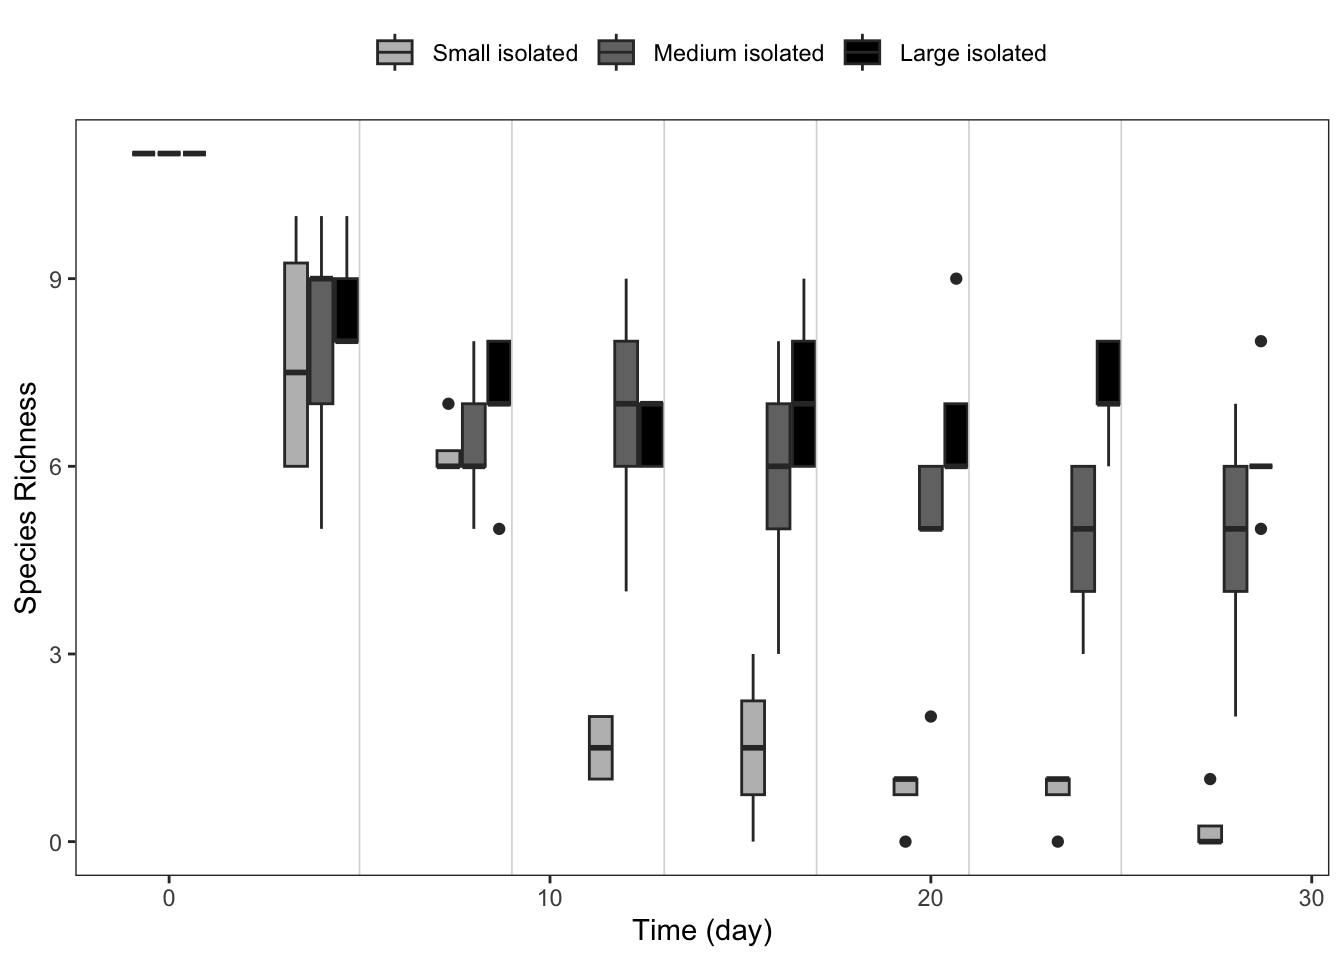 Small isolated Medium isolated Large isolated
9
6
3
0
Species Richness
0 10 20 30
Time (day)